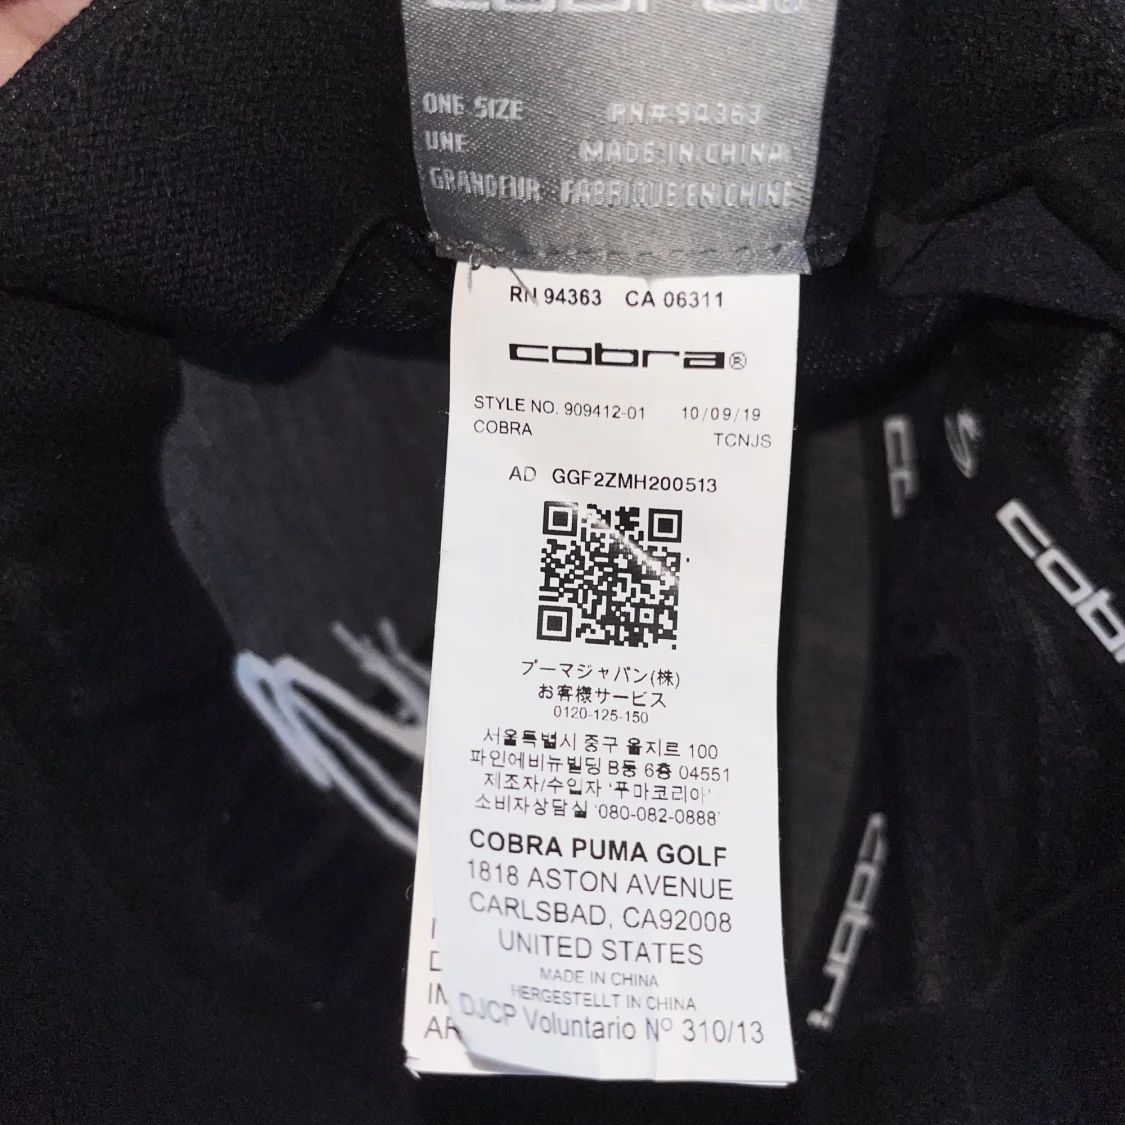 cobra®
ONE SIZE RN#94363
UNE MADE IN CHINA
GRANDEUR FABRIQUE EN CHINE
RN 94363 CA 06311
cobra®
STYLE NO. 909412-01 10/09/19
COBRA TCNJS
AD GGF2ZMH200513
プーマジャパン(株)
お客様サービス
0120-125-150
서울특별시 중구 을지로 100
파인에비뉴빌딩 B동 6층 04551
제조자/수입자 '푸마코리아'
소비자상담실 '080-082-0888'
COBRA PUMA GOLF
1818 ASTON AVENUE
CARLSBAD, CA92008
UNITED STATES
MADE IN CHINA
HERGESTELLT IN CHINA
DJCP Voluntario Nº 310/13
cob
cobra